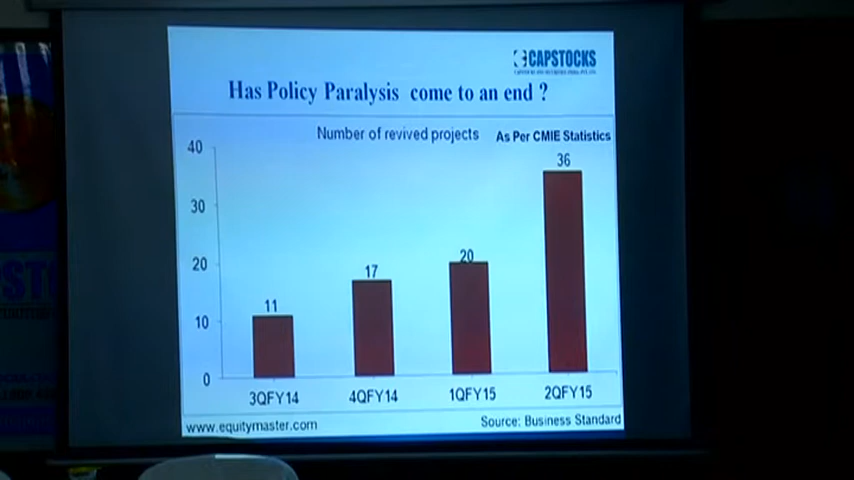 CAPSTOCKS
Has Policy Paralysis come to an end ?
Number of revived projects As Per CMIE Statistics
40
30
20
10
0
11
17
20
36
3QFY14 4QFY14 1QFY15 2QFY15
www.equitymaster.com Source: Business Standard